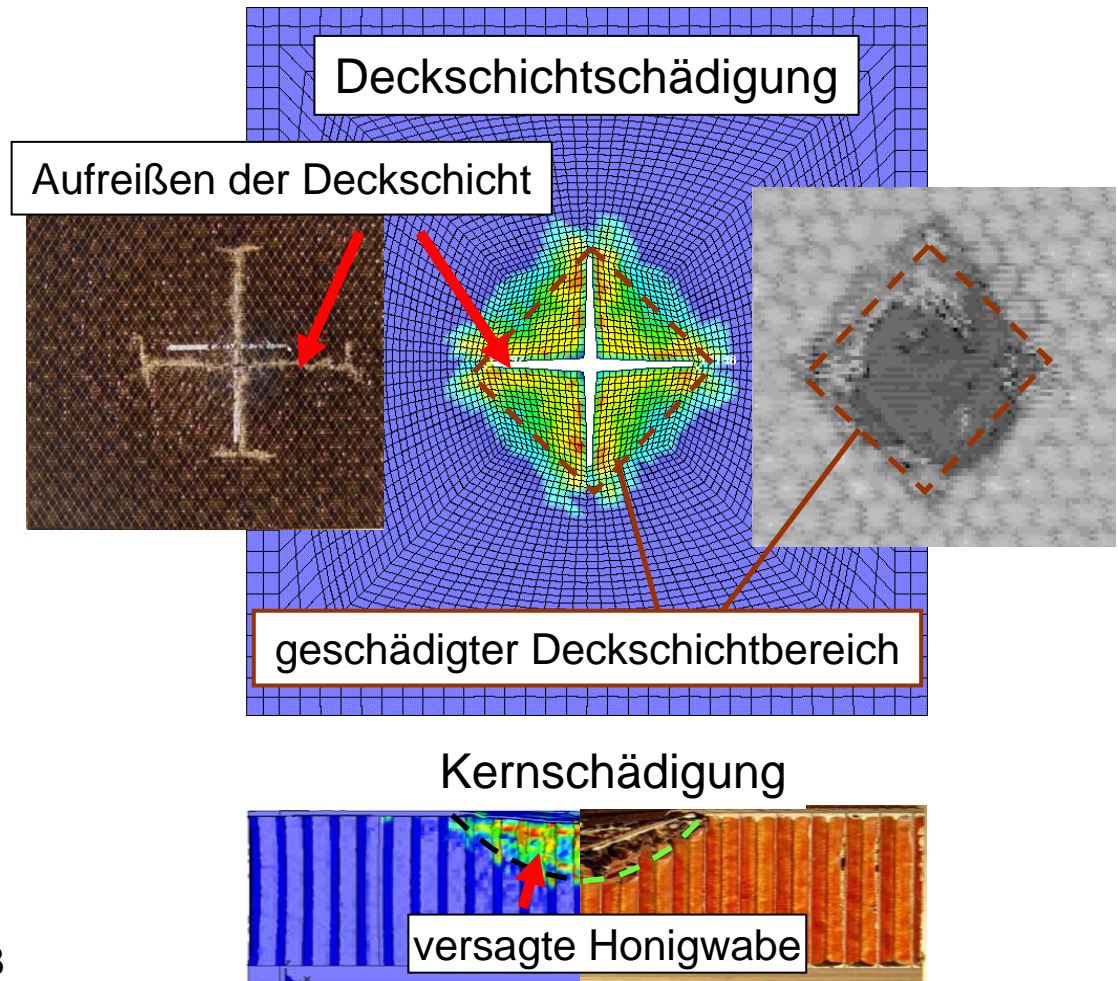 Deckschichtschädigung
Aufreißen der Deckschicht
geschädigter Deckschichtbereich
Kernschädigung
versagte Honigwabe